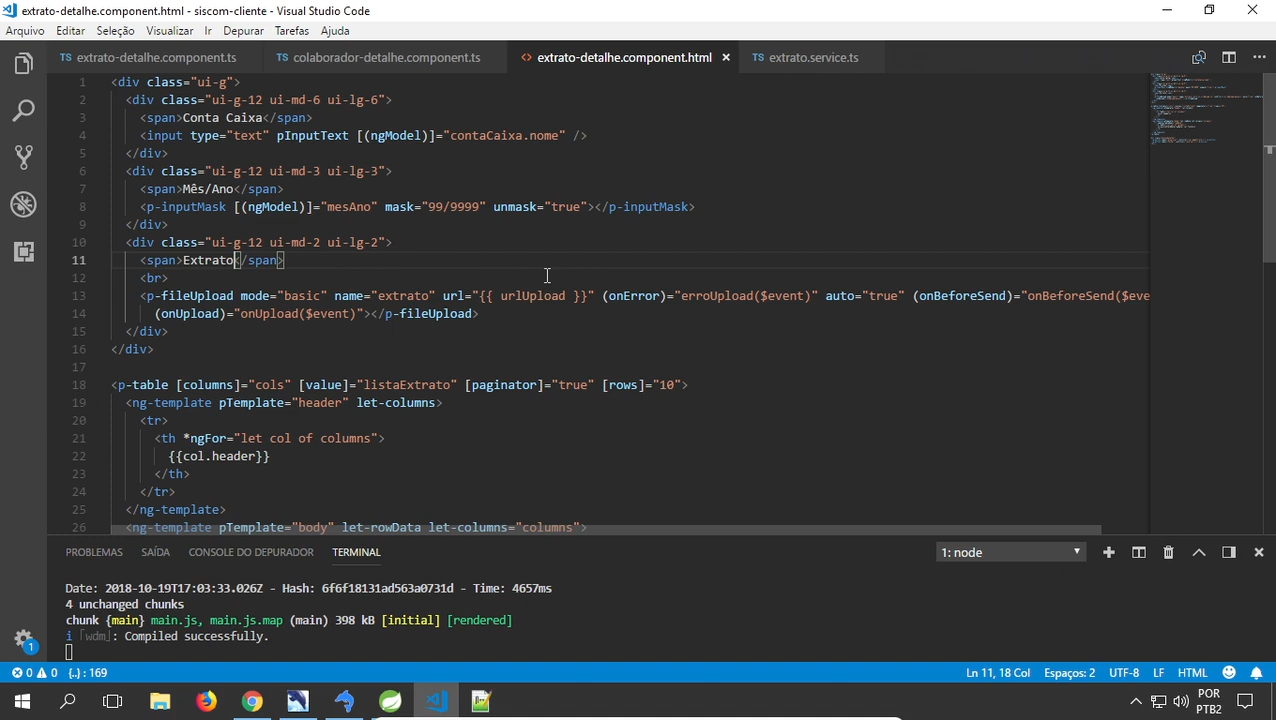 extrato-detalhe.component.html - siscom-cliente - Visual Studio Code
Arquivo Editar Seleção Visualizar Ir Depurar Tarefas Ajuda
TS extrato-detalhe.component.ts TS colaborador-detalhe.component.ts <> extrato-detalhe.component.html × TS extrato.service.ts
1 <div class="ui-g">
2 <div class="ui-g-12 ui-md-6 ui-lg-6">
3 <span>Conta Caixa</span>
4 <input type="text" pInputText [(ngModel)]="contaCaixa.nome" />
5 </div>
6 <div class="ui-g-12 ui-md-3 ui-lg-3">
7 <span>Mês/Ano</span>
8 <p-inputMask [(ngModel)]="mesAno" mask="99/9999" unmask="true"></p-inputMask>
9 </div>
10 <div class="ui-g-12 ui-md-2 ui-lg-2">
11 <span>Extrato</span>
12 <br>
13 <p-fileUpload mode="basic" name="extrato" url="{{ urlUpload }}" (onError)="erroUpload($event)" auto="true" (onBeforeSend)="onBeforeSend($eve
14 (onUpload)="onUpload($event)"></p-fileUpload>
15 </div>
16 </div>
17
18 <p-table [columns]="cols" [value]="listaExtrato" [paginator]="true" [rows]="10">
19 <ng-template pTemplate="header" let-columns>
20 <tr>
21 <th *ngFor="let col of columns">
22 {{col.header}}
23 </th>
24 </tr>
25 </ng-template>
26 <ng-template pTemplate="body" let-rowData let-columns="columns">
PROBLEMAS SAÍDA CONSOLE DO DEPURADOR TERMINAL 1: node
Date: 2018-10-19T17:03:33.026Z - Hash: 6f6f18131ad563a0731d - Time: 4657ms
4 unchanged chunks
chunk {main} main.js, main.js.map (main) 398 kB [initial] [rendered]
i ｢wdm｣: Compiled successfully.
1
0 0 {..} : 169 Ln 11, 18 Col Espaços: 2 UTF-8 LF HTML
POR
PTB2